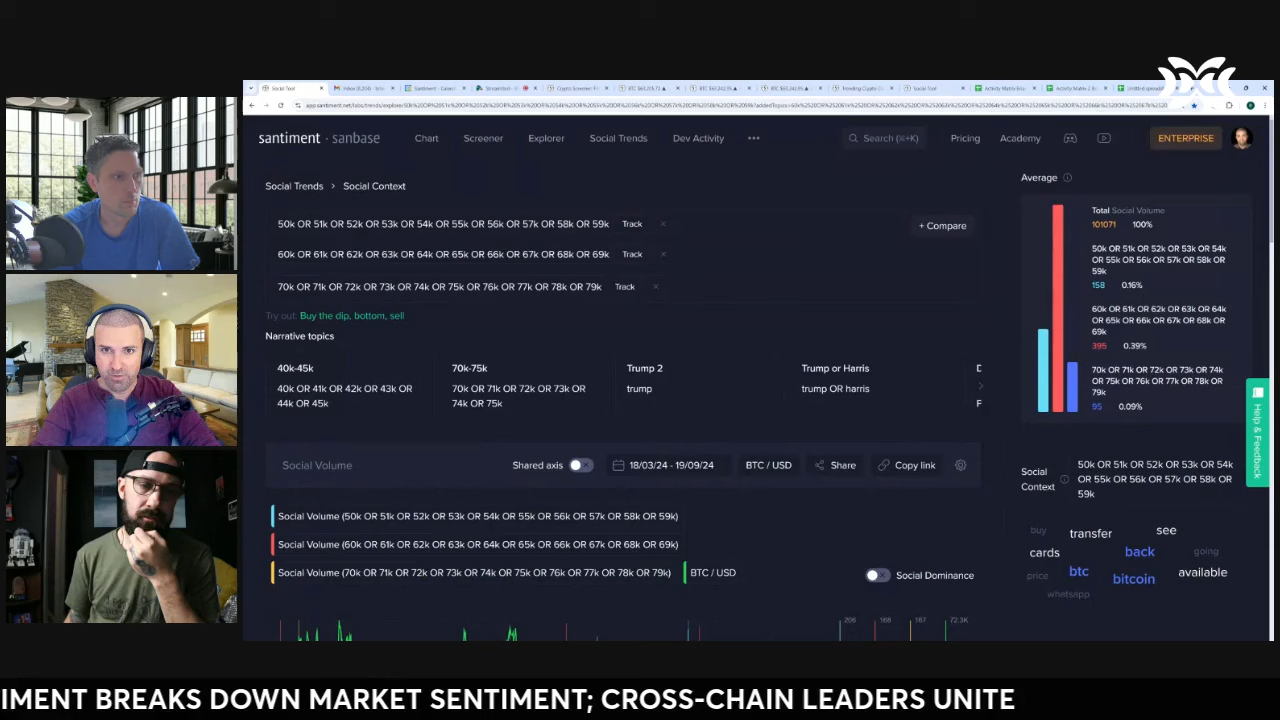 Social Tool
santiment · sanbase
Chart
Screener
Explorer
Social Trends
Dev Activity
Search (⌘+K)
Pricing
Academy
ENTERPRISE
Social Trends > Social Context
50k OR 51k OR 52k OR 53k OR 54k OR 55k OR 56k OR 57k OR 58k OR 59k Track ×
+ Compare
60k OR 61k OR 62k OR 63k OR 64k OR 65k OR 66k OR 67k OR 68k OR 69k Track ×
70k OR 71k OR 72k OR 73k OR 74k OR 75k OR 76k OR 77k OR 78k OR 79k Track ×
Try out: Buy the dip, bottom, sell
Narrative topics
40k-45k
40k OR 41k OR 42k OR 43k OR
44k OR 45k
70k-75k
70k OR 71k OR 72k OR 73k OR
74k OR 75k
Trump 2
trump
Trump or Harris
trump OR harris
Social Volume
Shared axis
18/03/24 - 19/09/24
BTC / USD
Share
Copy link
Social Volume (50k OR 51k OR 52k OR 53k OR 54k OR 55k OR 56k OR 57k OR 58k OR 59k)
Social Volume (60k OR 61k OR 62k OR 63k OR 64k OR 65k OR 66k OR 67k OR 68k OR 69k)
Social Volume (70k OR 71k OR 72k OR 73k OR 74k OR 75k OR 76k OR 77k OR 78k OR 79k)
BTC / USD
Social Dominance
206 168 187 72.3K
Average
Total Social Volume
101071 100%
50k OR 51k OR 52k OR 53k OR 54k
OR 55k OR 56k OR 57k OR 58k OR
59k
158 0.16%
60k OR 61k OR 62k OR 63k OR 64k
OR 65k OR 66k OR 67k OR 68k OR
69k
395 0.39%
70k OR 71k OR 72k OR 73k OR 74k
OR 75k OR 76k OR 77k OR 78k OR
79k
95 0.09%
Help & Feedback
Social
Context
50k OR 51k OR 52k OR 53k OR 54k
OR 55k OR 56k OR 57k OR 58k OR
59k
buy transfer see
cards back going
price btc bitcoin available
whatsapp
IMENT BREAKS DOWN MARKET SENTIMENT; CROSS-CHAIN LEADERS UNITE